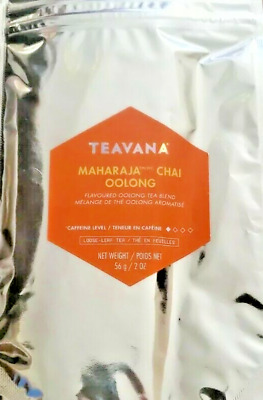 TEAVANA
MAHARAJA CHAI
OOLONG
FLAVOURED OOLONG TEA BLEND
MÉLANGE DE THÉ OOLONG AROMATISÉ
CAFFEINE LEVEL / TENEUR EN CAFÉINE
LOOSE-LEAF TEA / THÉ EN FEUILLES
NET WEIGHT / POIDS NET
56 g / 2 OZ